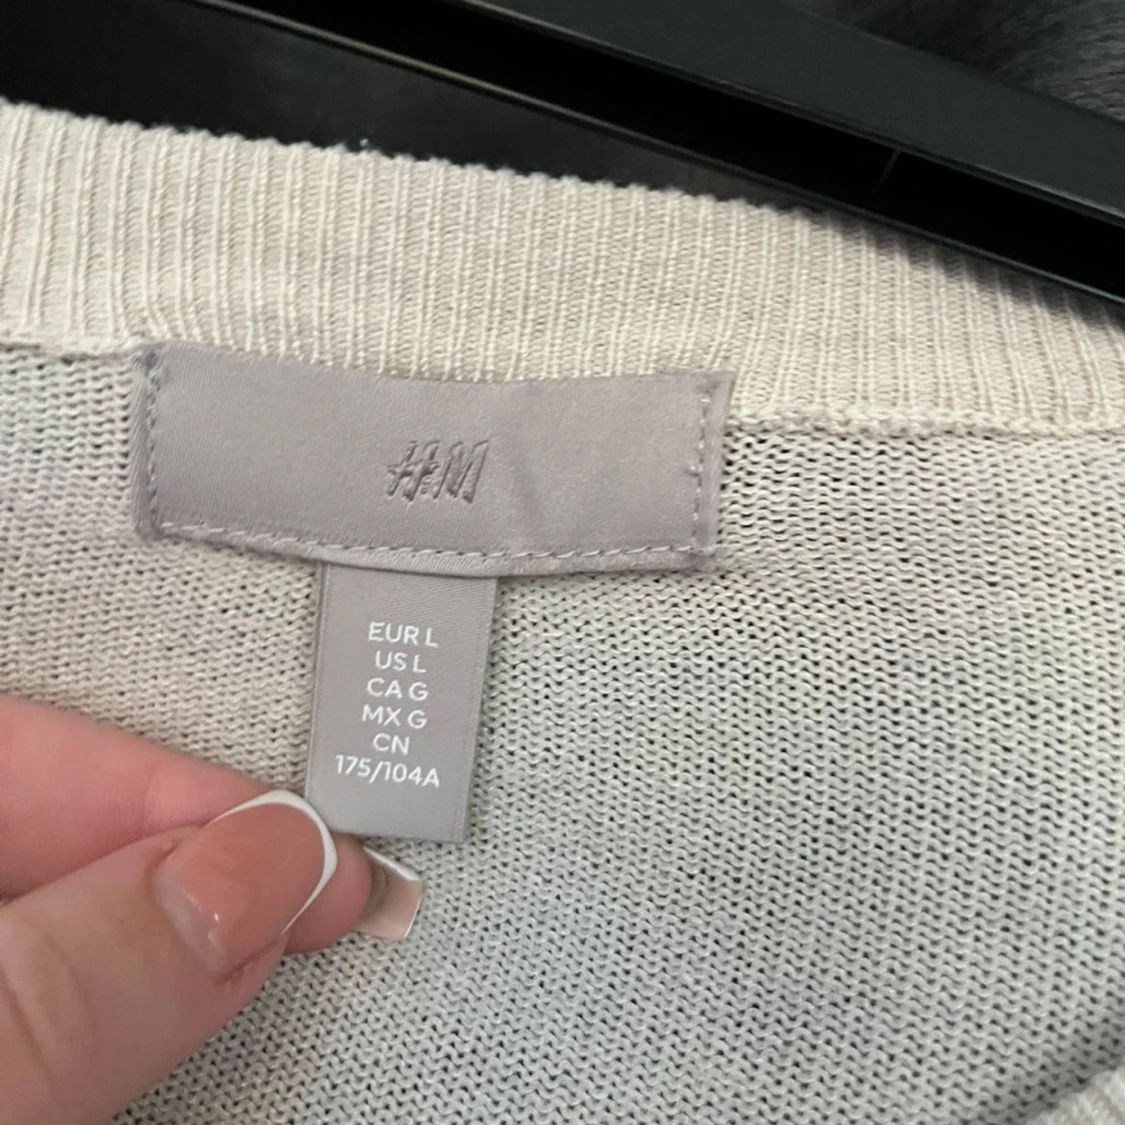 H&M
EUR L
US L
CA G
MX G
CN
175/104A